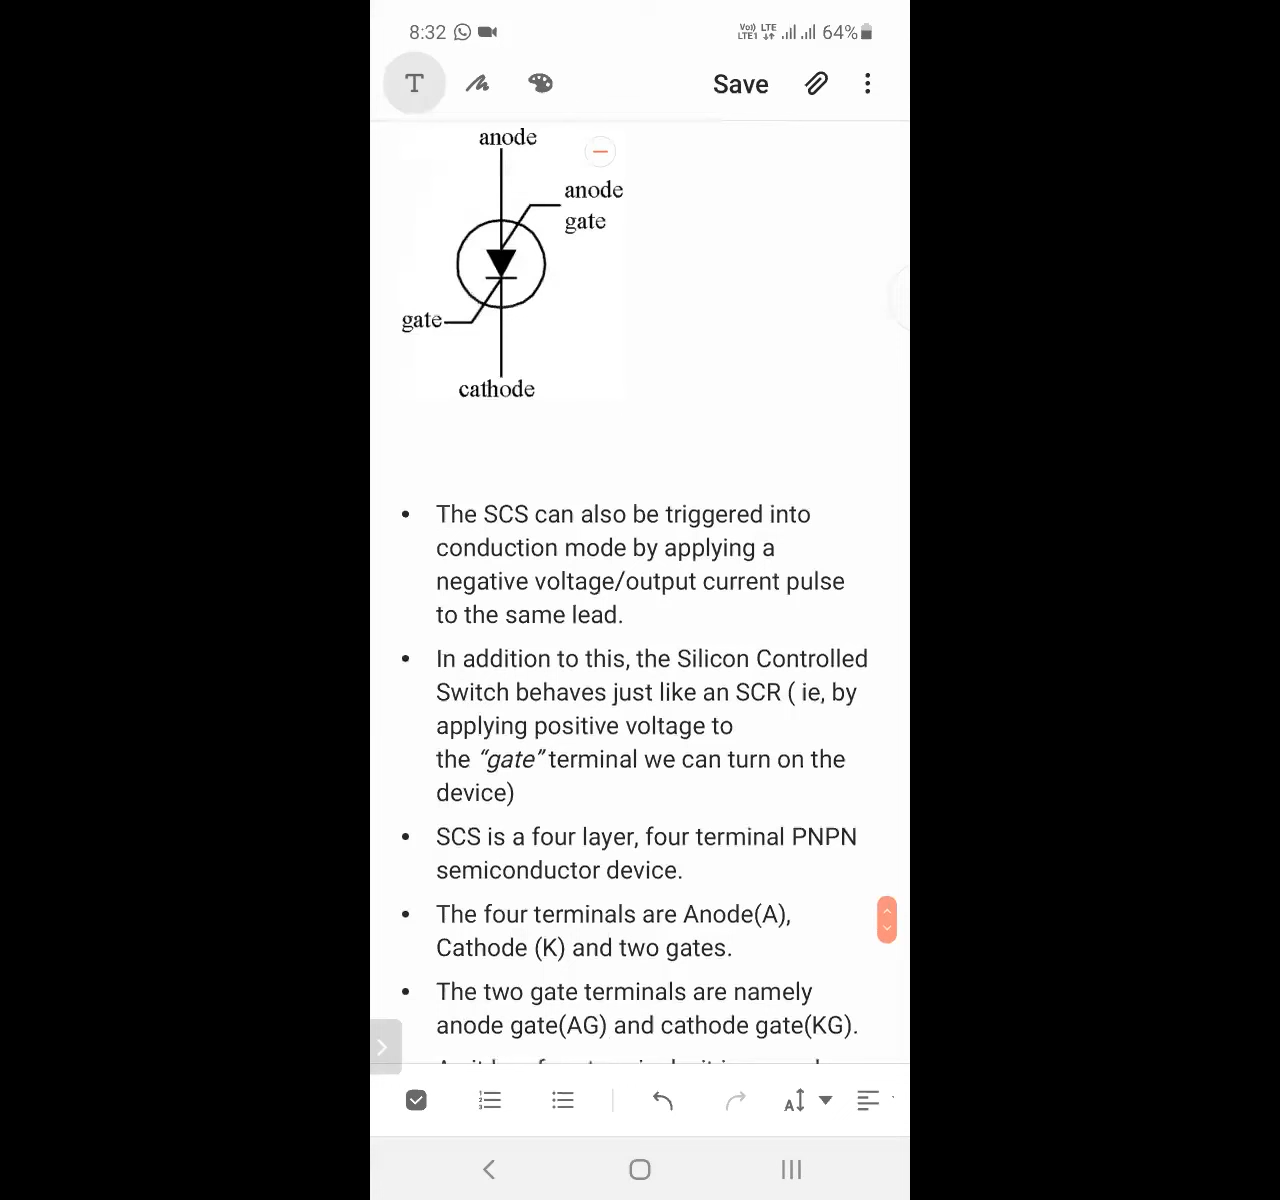 8:32
Vo)) LTE
LTE1
64%
T
Save
anode
anode
gate
gate
cathode
• The SCS can also be triggered into
conduction mode by applying a
negative voltage/output current pulse
to the same lead.
• In addition to this, the Silicon Controlled
Switch behaves just like an SCR ( ie, by
applying positive voltage to
the “gate” terminal we can turn on the
device)
• SCS is a four layer, four terminal PNPN
semiconductor device.
• The four terminals are Anode(A),
Cathode (K) and two gates.
• The two gate terminals are namely
anode gate(AG) and cathode gate(KG).